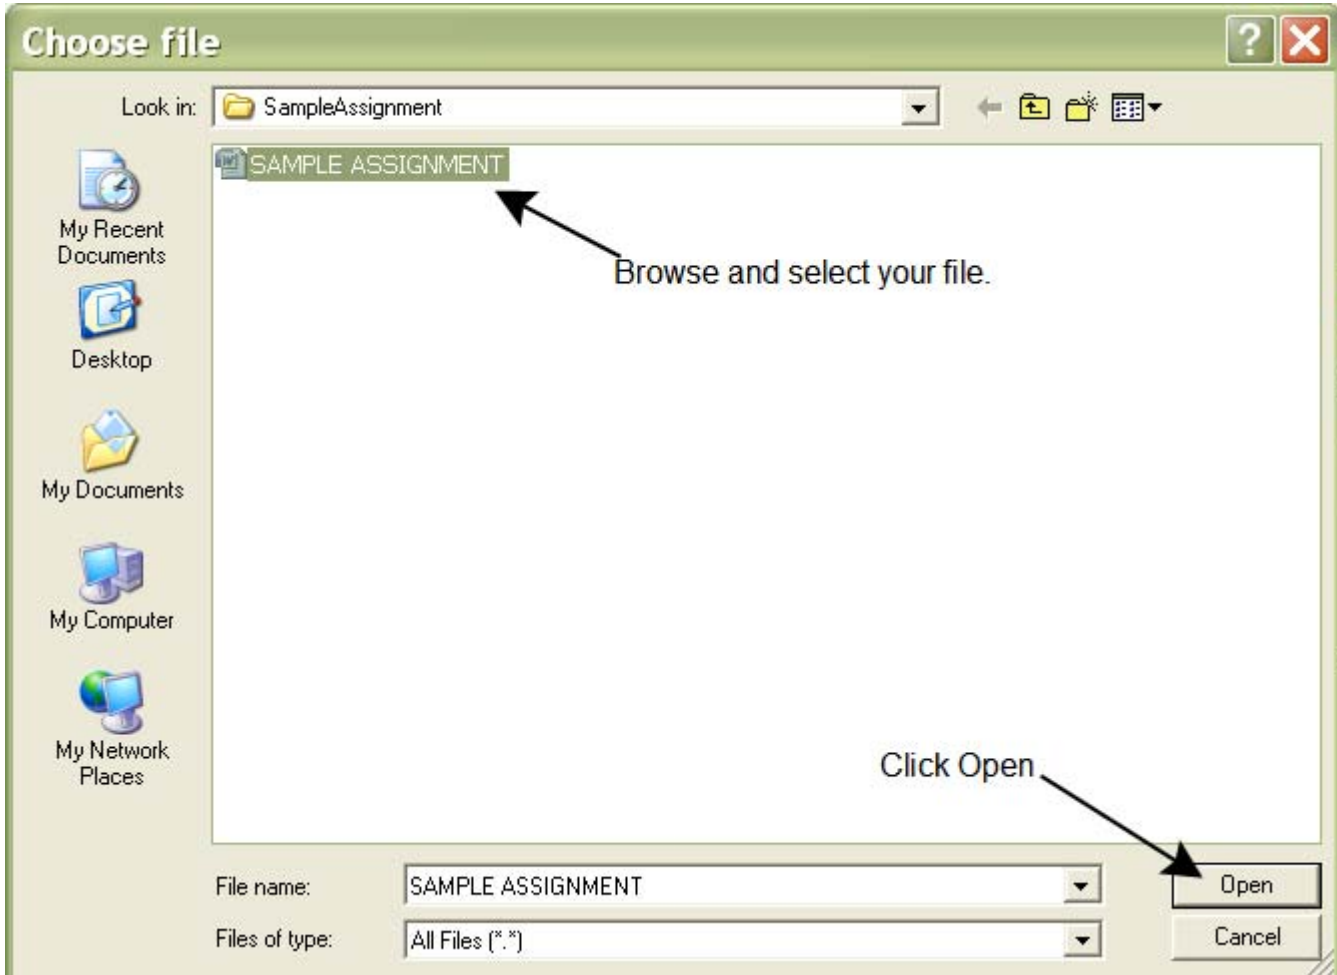 Choose file
Look in: SampleAssignment
SAMPLE ASSIGNMENT
My Recent
Documents
Browse and select your file.
Desktop
My Documents
My Computer
My Network
Places
Click Open
File name: SAMPLE ASSIGNMENT Open
Files of type: All Files (*.*) Cancel